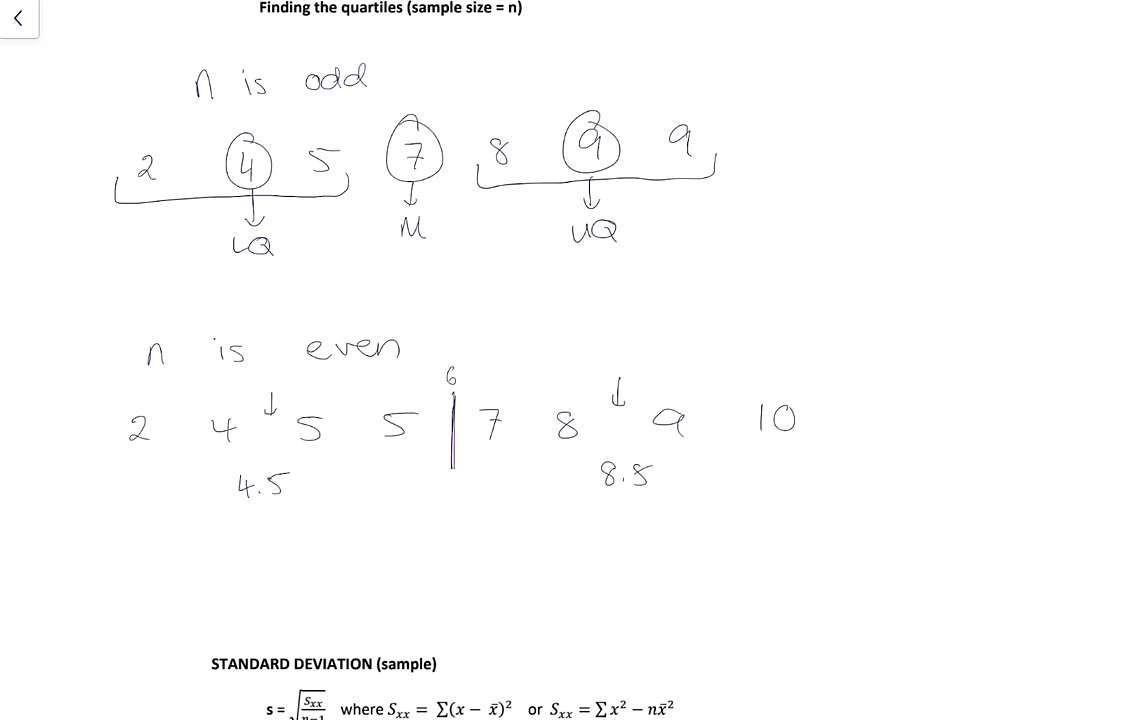 Finding the quartiles (sample size = n)
n is odd
2 4 5 7 8 9 9
LQ M UQ
n is even
6
2 4 5 5 7 8 9 10
4.5 8.5
STANDARD DEVIATION (sample)
s = √(Sxx/n−1) where Sxx = Σ(x − x̄)² or Sxx = Σx² − nx̄²